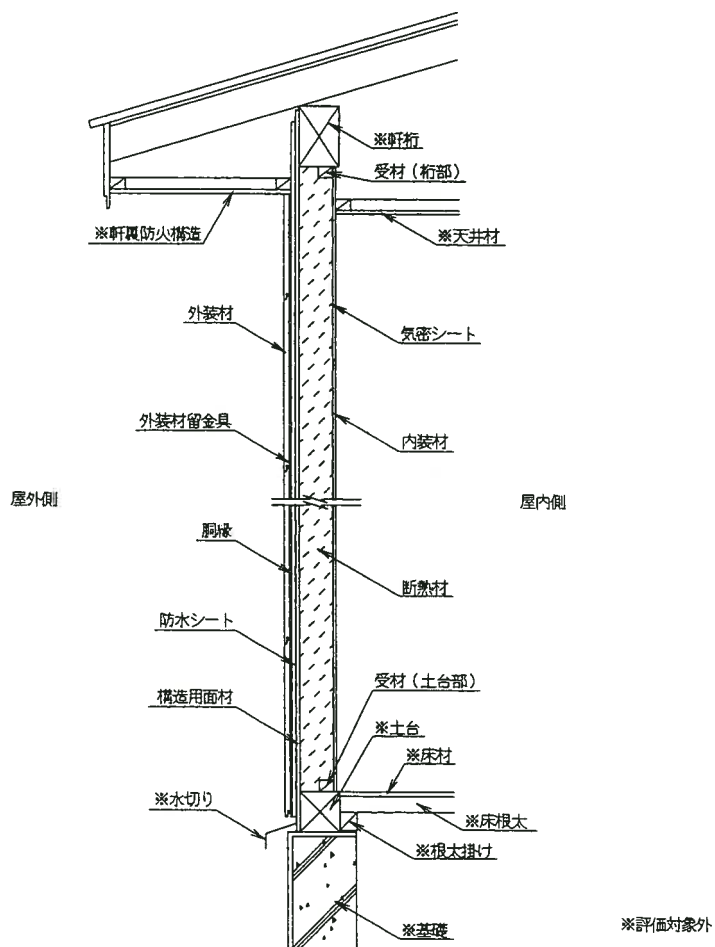 ※軒桁
受材（桁部）
※軒裏防火構造
※天井材
外装材
気密シート
外装材留金具
内装材
屋外側
屋内側
胴縁
断熱材
防水シート
受材（土台部）
構造用面材
※土台
※床材
※水切り
※床根太
※根太掛け
※基礎
※評価対象外